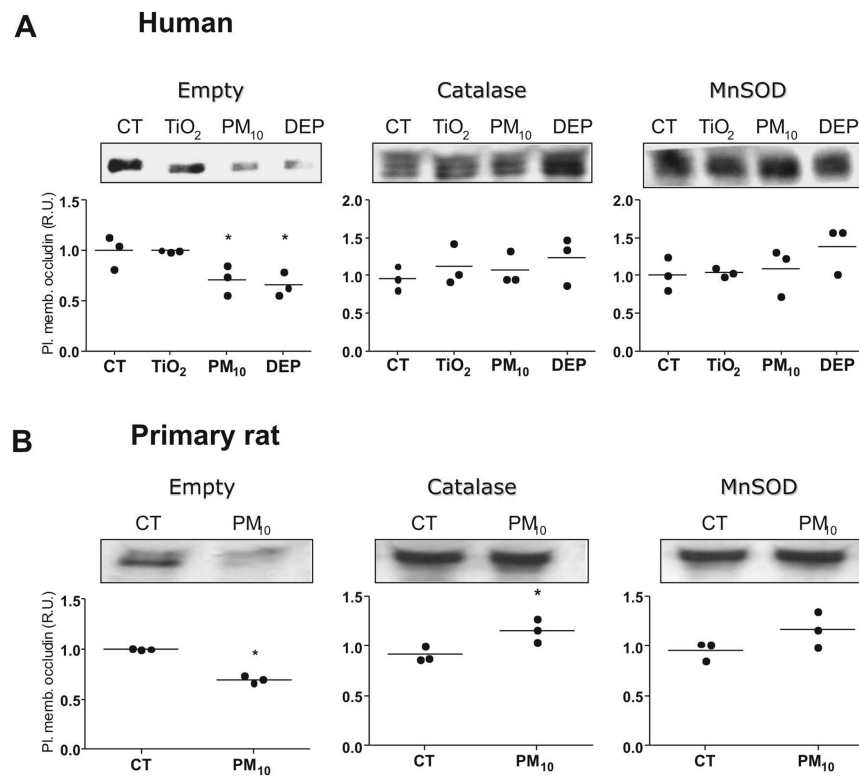 A
Human
Empty
Catalase
MnSOD
CT TiO2 PM10 DEP
CT TiO2 PM10 DEP
CT TiO2 PM10 DEP
Pl. memb. occludin (R.U.)
1.5
1.0
0.5
0.0
* *
CT TiO2 PM10 DEP
2.0
1.5
1.0
0.5
0.0
CT TiO2 PM10 DEP
2.0
1.5
1.0
0.5
0.0
CT TiO2 PM10 DEP
B
Primary rat
Empty
Catalase
MnSOD
CT PM10
CT PM10
CT PM10
Pl. memb. occludin (R.U.)
1.5
1.0
0.5
0.0
*
CT PM10
1.5
1.0
0.5
0.0
*
CT PM10
1.5
1.0
0.5
0.0
CT PM10